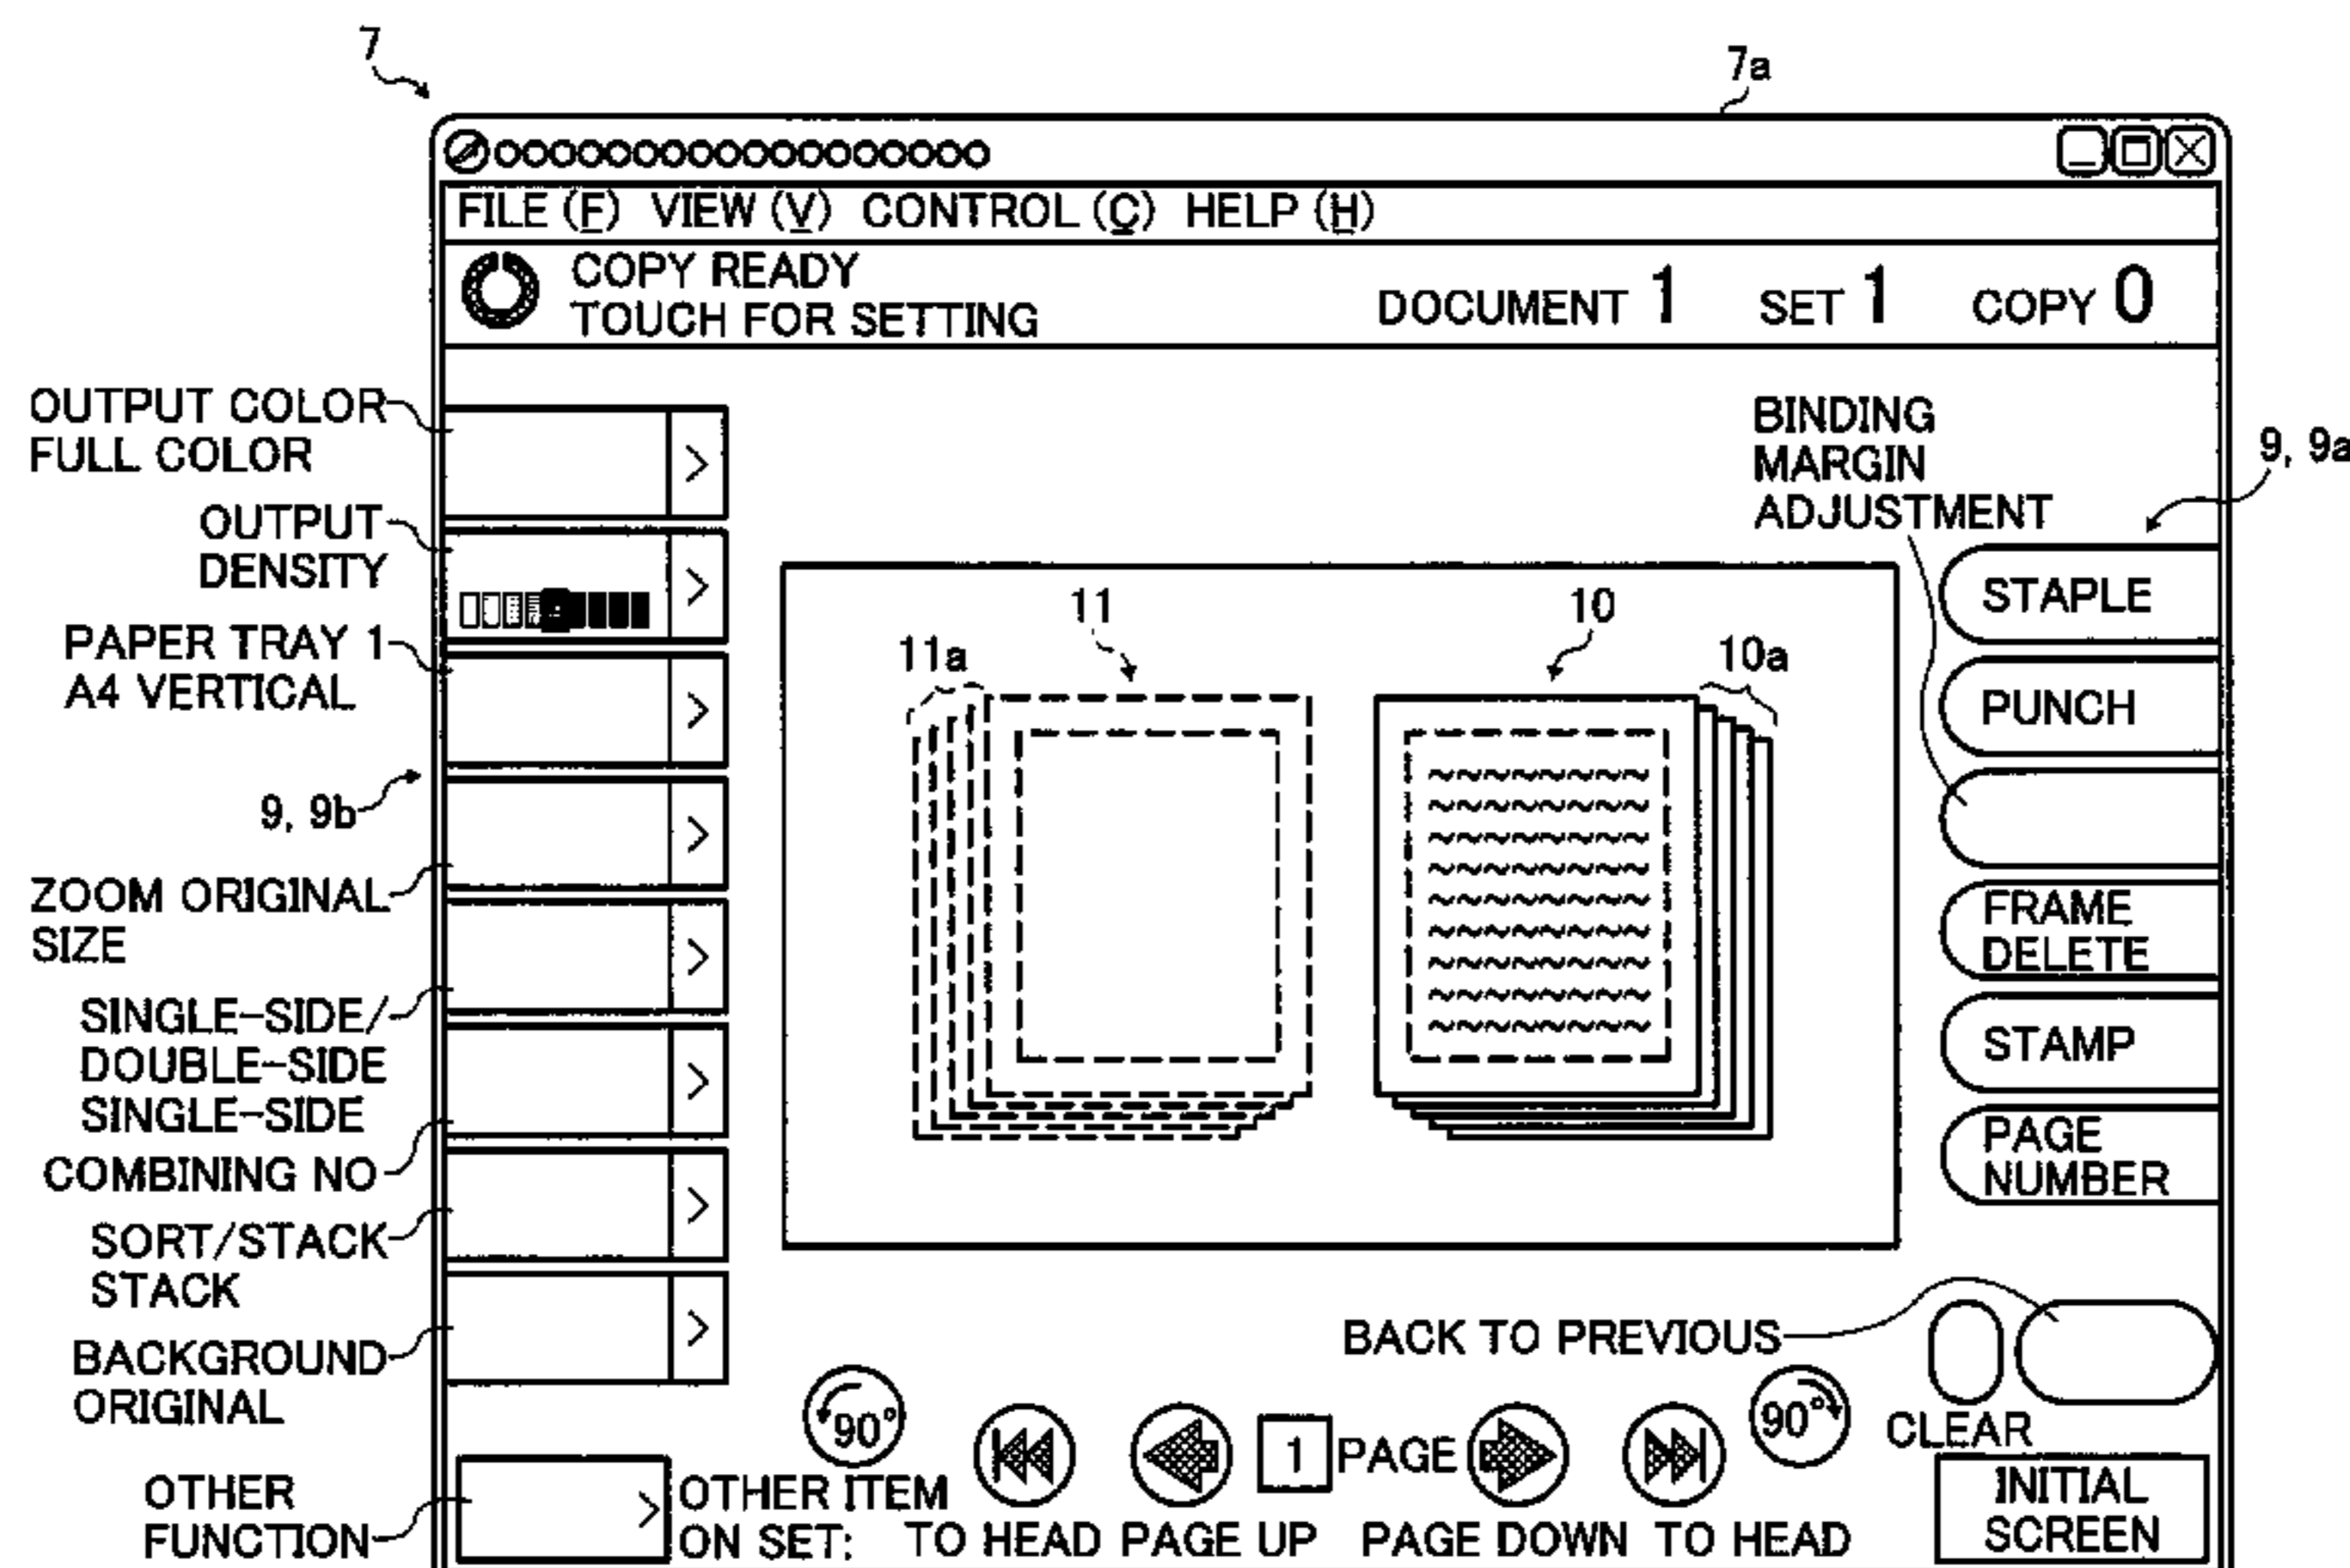 7
7a
○○○○○○○○○○○○○○○○○○
FILE (F) VIEW (V) CONTROL (C) HELP (H)
COPY READY
TOUCH FOR SETTING
DOCUMENT 1 SET 1 COPY 0
OUTPUT COLOR
FULL COLOR
OUTPUT
DENSITY
PAPER TRAY 1
A4 VERTICAL
9, 9b
ZOOM ORIGINAL
SIZE
SINGLE-SIDE/
DOUBLE-SIDE
SINGLE-SIDE
COMBINING NO
SORT/STACK
STACK
BACKGROUND
ORIGINAL
OTHER
FUNCTION
11
11a
10
10a
BINDING
MARGIN
ADJUSTMENT
9, 9a
STAPLE
PUNCH
FRAME
DELETE
STAMP
PAGE
NUMBER
BACK TO PREVIOUS
CLEAR
90°
1 PAGE
90°
OTHER ITEM
ON SET:
TO HEAD PAGE UP PAGE DOWN TO HEAD
INITIAL
SCREEN